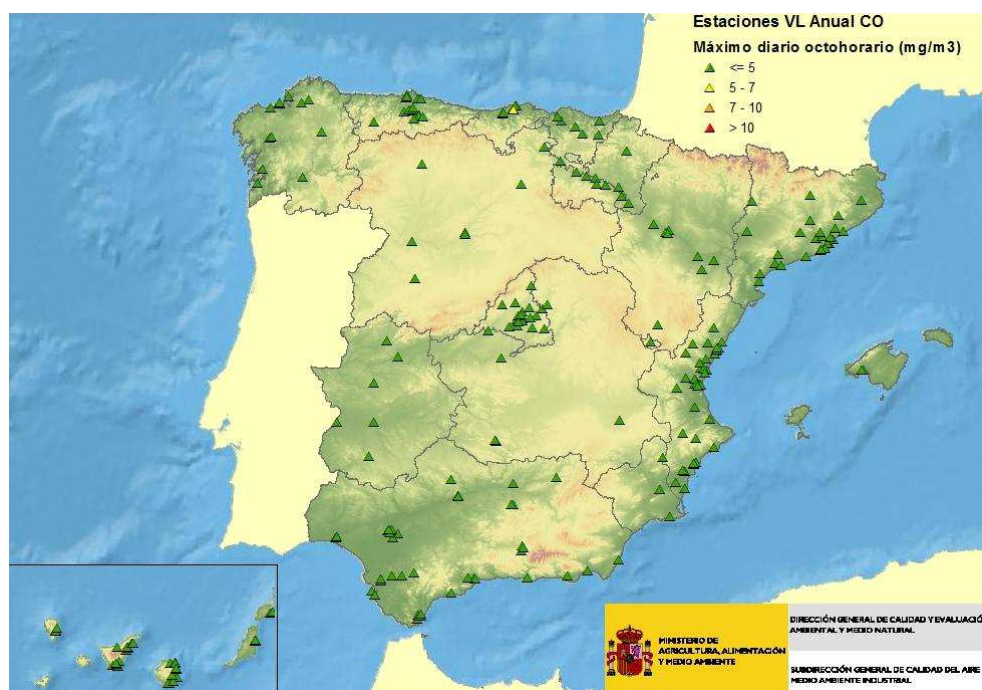 Estaciones VL Anual CO
Máximo diario octohorario (mg/m3)
<= 5
5 - 7
7 - 10
> 10
MINISTERIO DE
AGRICULTURA, ALIMENTACIÓN
Y MEDIO AMBIENTE
DIRECCIÓN GENERAL DE CALIDAD Y EVALUACIÓ
AMBIENTAL Y MEDIO NATURAL
SUBDIRECCIÓN GENERAL DE CALIDAD DEL AIRE
MEDIO AMBIENTE INDUSTRIAL